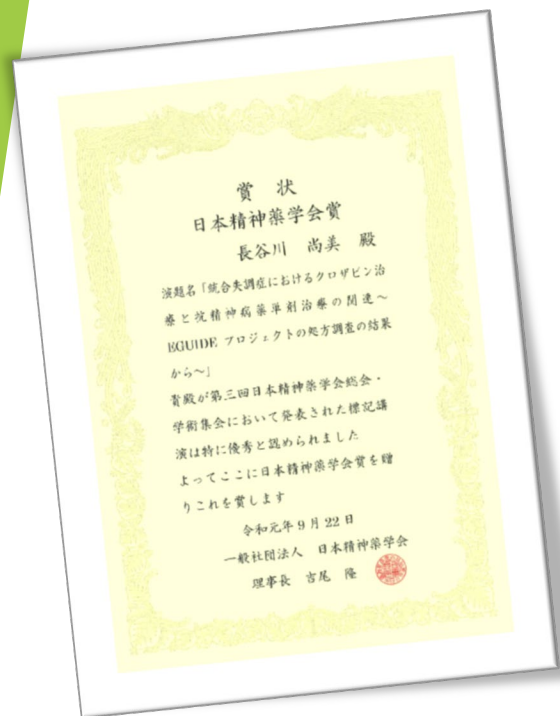 賞 状
日本精神薬学会賞
長谷川 尚美 殿
演題名「統合失調症におけるクロザピン治
療と抗精神病薬単剤治療の関連～
EGUIDE プロジェクトの処方調査の結果
から～」
貴殿が第三回日本精神薬学会総会・
学術集会において発表された標記講
演は特に優秀と認められました
よってここに日本精神薬学会賞を贈
りこれを賞します
令和元年9月22日
一般社団法人 日本精神薬学会
理事長 吉尾 隆